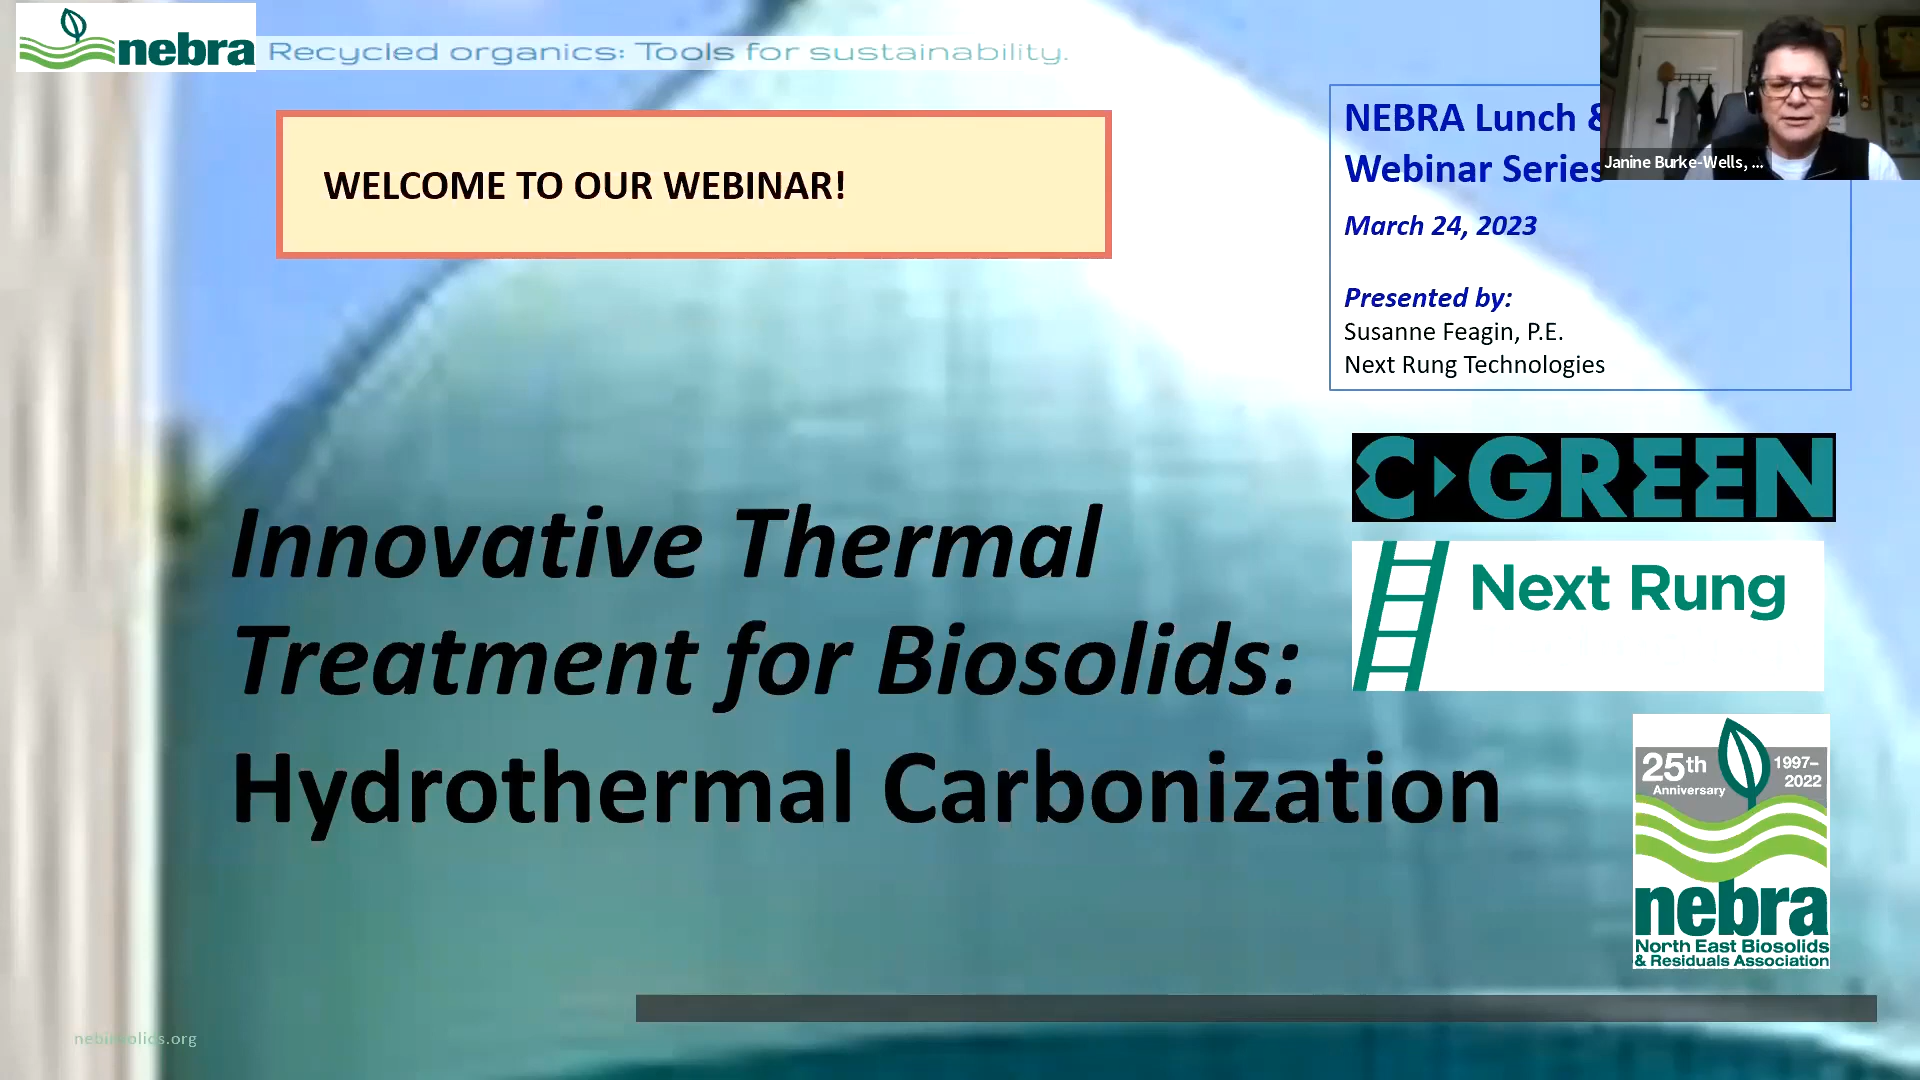 nebra
Recycled organics: Tools for sustainability.
WELCOME TO OUR WEBINAR!
NEBRA Lunch &
Webinar Series
March 24, 2023
Presented by:
Susanne Feagin, P.E.
Next Rung Technologies
Janine Burke-Wells, ...
C GREEN
Next Rung
Innovative Thermal
Treatment for Biosolids:
Hydrothermal Carbonization
25th
Anniversary
1997–
2022
nebra
North East Biosolids
& Residuals Association